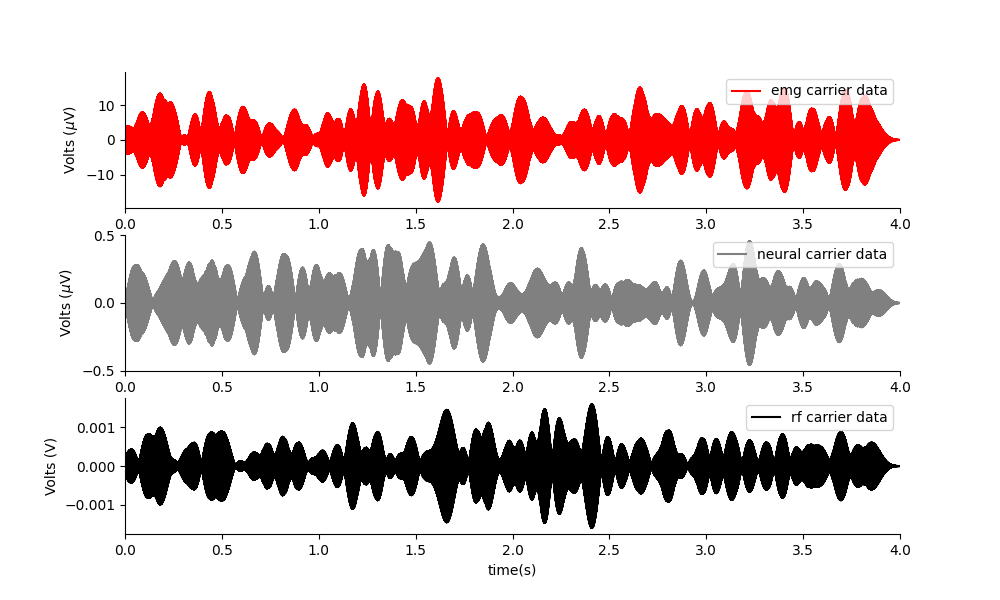 emg carrier data
Volts (μV)
10
0
−10
0.0 0.5 1.0 1.5 2.0 2.5 3.0 3.5 4.0
neural carrier data
Volts (μV)
0.5
0.0
−0.5
0.0 0.5 1.0 1.5 2.0 2.5 3.0 3.5 4.0
rf carrier data
Volts (V)
0.001
0.000
−0.001
0.0 0.5 1.0 1.5 2.0 2.5 3.0 3.5 4.0
time(s)